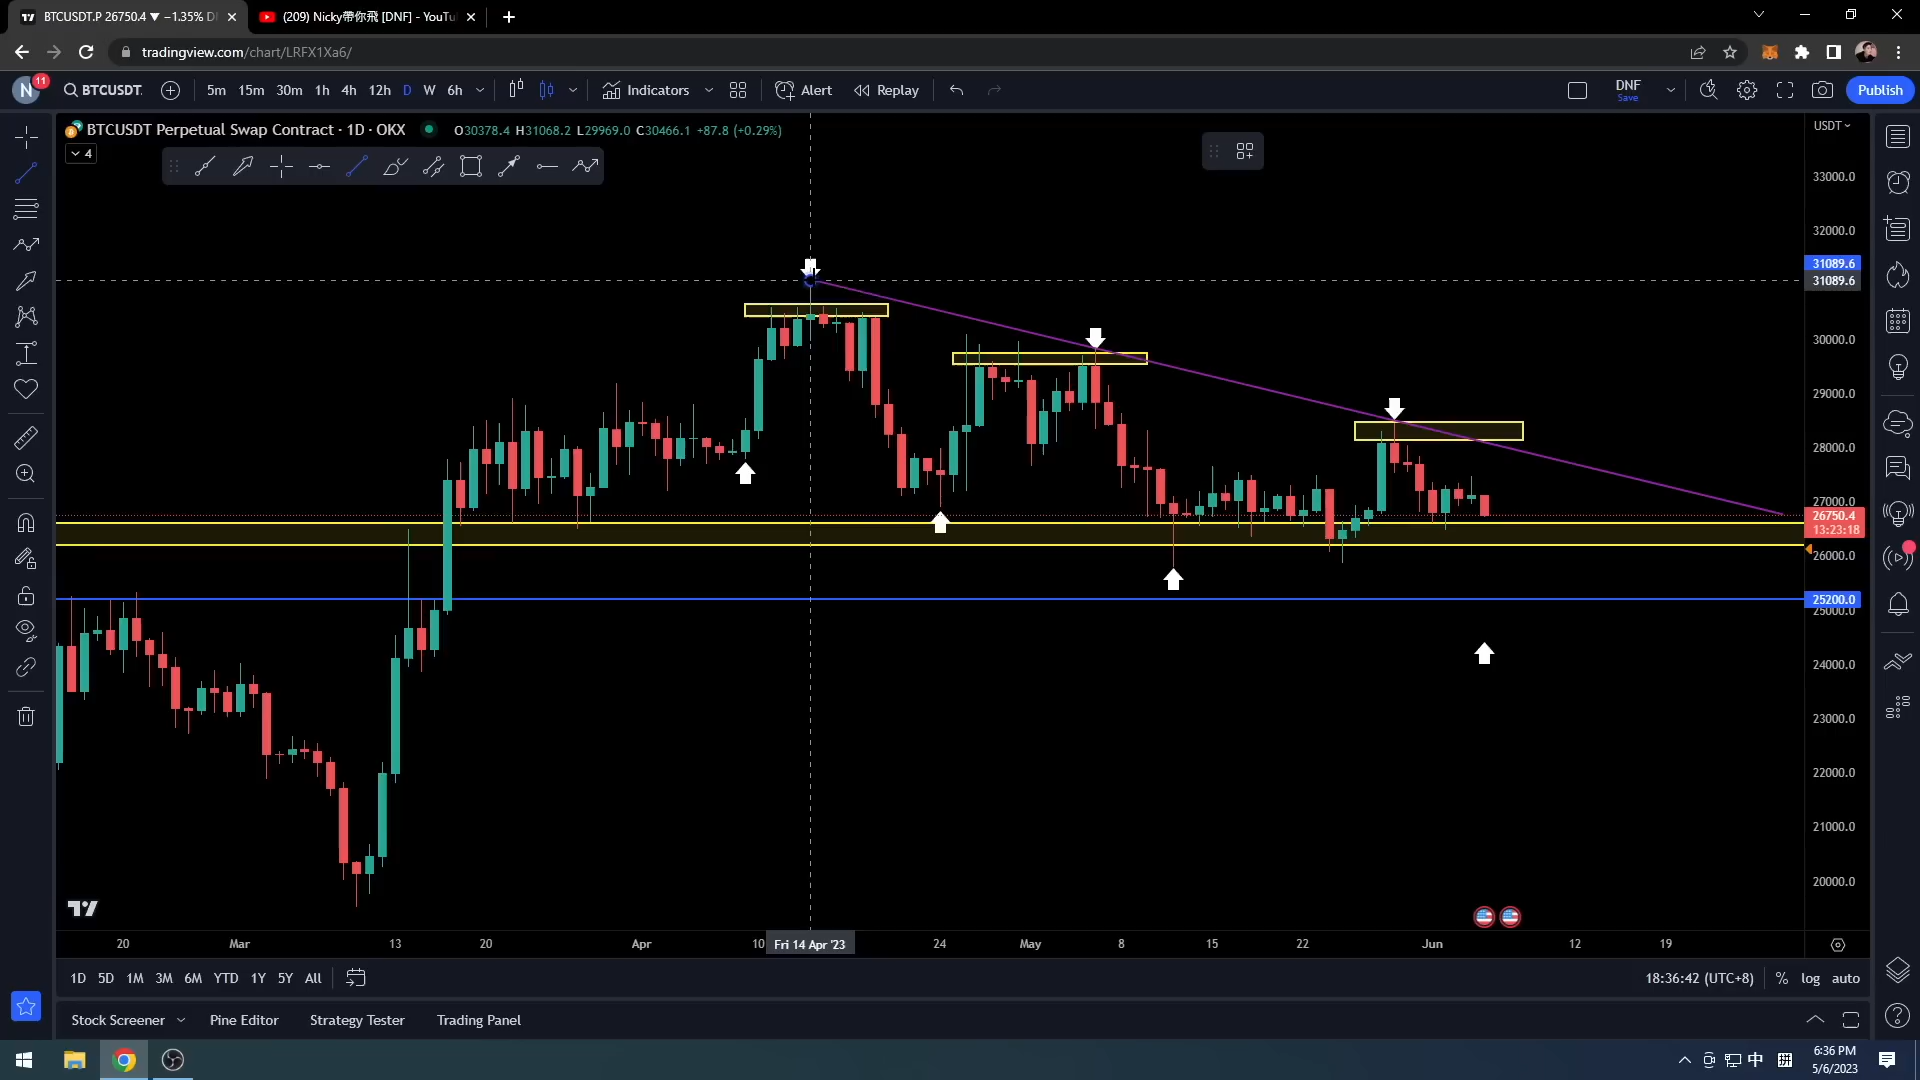 BTCUSDT.P 26750.4 ▼ −1.35% D
(209) Nicky帶你飛 [DNF] - YouTu
tradingview.com/chart/LRFX1Xa6/
N
11
BTCUSDT.
5m 15m 30m 1h 4h 12h D W 6h
Indicators
Alert
Replay
DNF
Save
Publish
BTCUSDT Perpetual Swap Contract · 1D · OKX
O30378.4 H31068.2 L29969.0 C30466.1 +87.8 (+0.29%)
USDT
4
33000.0
32000.0
31089.6
31089.6
30000.0
29000.0
28000.0
27000.0
26750.4
13:23:18
26000.0
25200.0
25000.0
24000.0
23000.0
22000.0
21000.0
20000.0
20 Mar 13 20 Apr 10 Fri 14 Apr '23 24 May 8 15 22 Jun 12 19
1D 5D 1M 3M 6M YTD 1Y 5Y All
18:36:42 (UTC+8) % log auto
Stock Screener Pine Editor Strategy Tester Trading Panel
中 拼
6:36 PM
5/6/2023